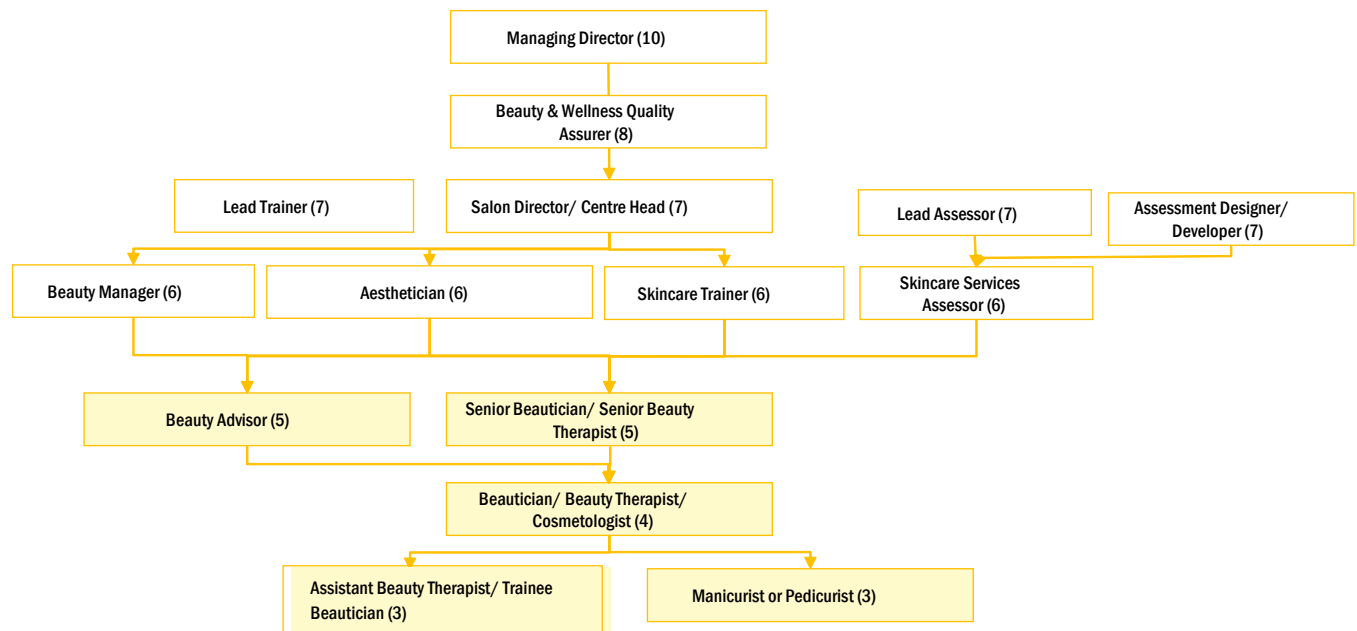 Managing Director (10)
Beauty & Wellness Quality
Assurer (8)
Lead Trainer (7)
Salon Director/ Centre Head (7)
Lead Assessor (7)
Assessment Designer/
Developer (7)
Beauty Manager (6)
Aesthetician (6)
Skincare Trainer (6)
Skincare Services
Assessor (6)
Beauty Advisor (5)
Senior Beautician/ Senior Beauty
Therapist (5)
Beautician/ Beauty Therapist/
Cosmetologist (4)
Assistant Beauty Therapist/ Trainee
Beautician (3)
Manicurist or Pedicurist (3)